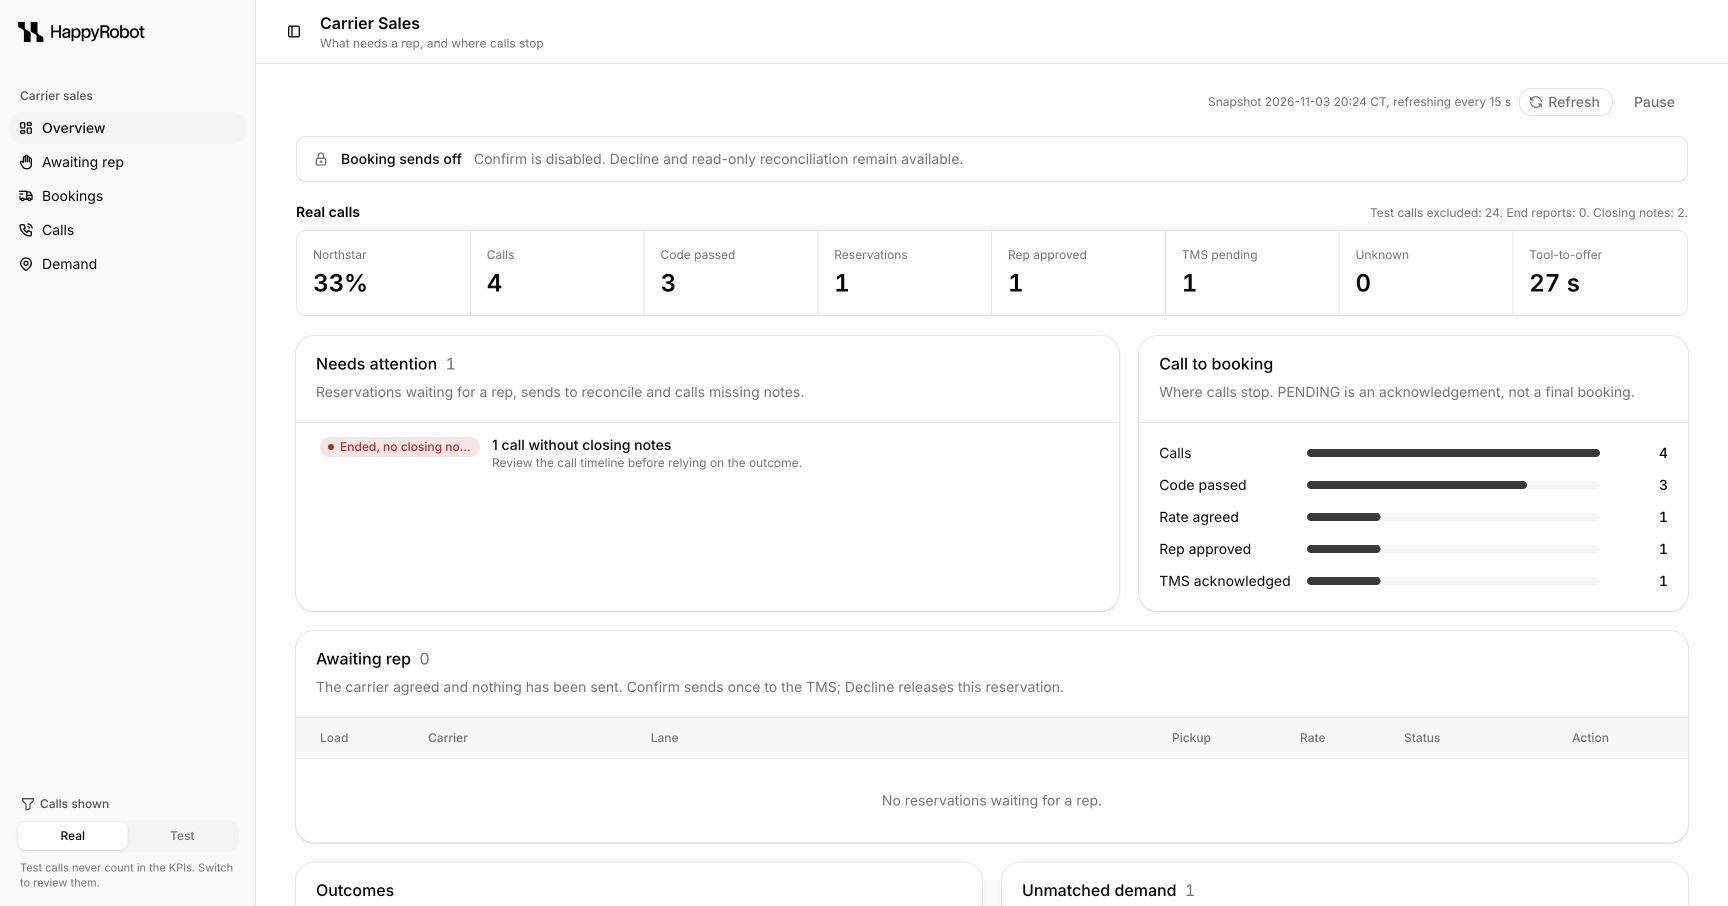 HappyRobot
Carrier Sales
What needs a rep, and where calls stop
Carrier sales
Overview
Awaiting rep
Bookings
Calls
Demand
Snapshot 2026-11-03 20:24 CT, refreshing every 15 s
Refresh
Pause
Booking sends off Confirm is disabled. Decline and read-only reconciliation remain available.
Real calls
Test calls excluded: 24. End reports: 0. Closing notes: 2.
Northstar
33%
Calls
4
Code passed
3
Reservations
1
Rep approved
1
TMS pending
1
Unknown
0
Tool-to-offer
27 s
Needs attention 1
Reservations waiting for a rep, sends to reconcile and calls missing notes.
Ended, no closing no...
1 call without closing notes
Review the call timeline before relying on the outcome.
Call to booking
Where calls stop. PENDING is an acknowledgement, not a final booking.
Calls 4
Code passed 3
Rate agreed 1
Rep approved 1
TMS acknowledged 1
Awaiting rep 0
The carrier agreed and nothing has been sent. Confirm sends once to the TMS; Decline releases this reservation.
Load Carrier Lane Pickup Rate Status Action
No reservations waiting for a rep.
Calls shown
Real Test
Test calls never count in the KPIs. Switch
to review them.
Outcomes
Unmatched demand 1